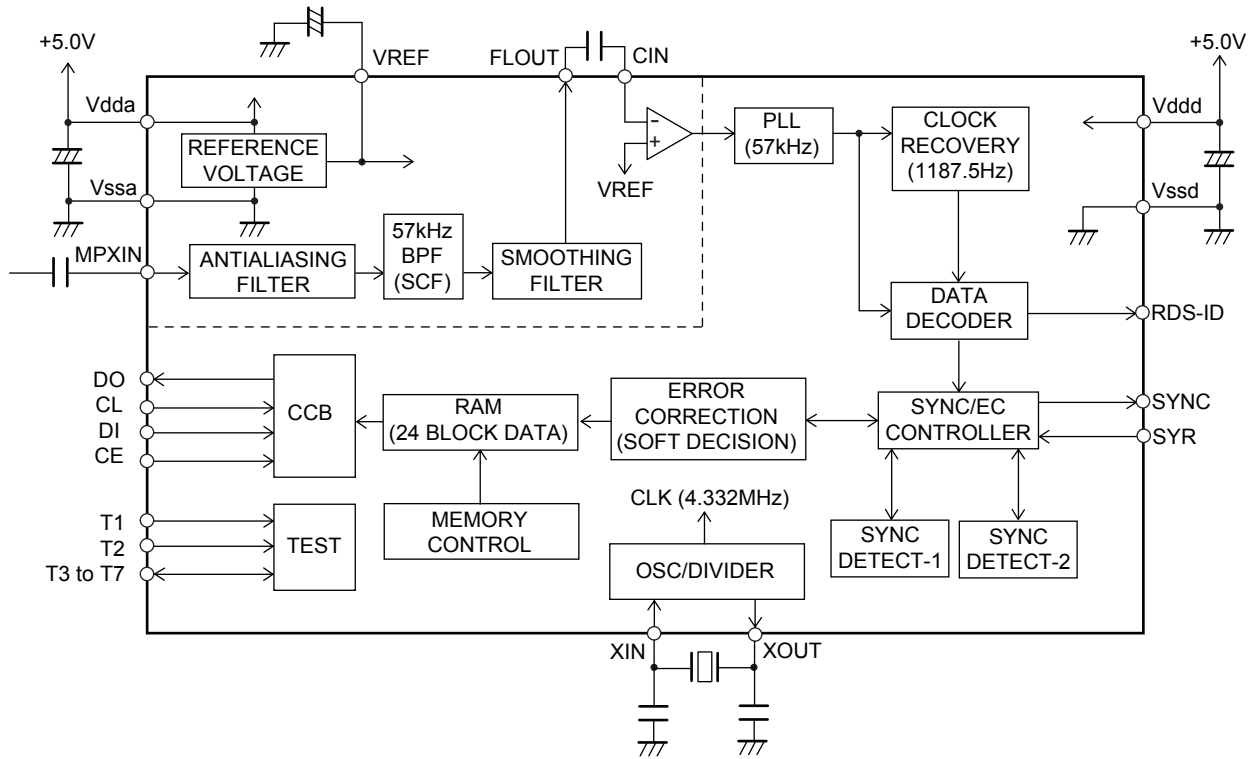 +5.0V
VREF
FLOUT
CIN
+5.0V
Vdda
REFERENCE
VOLTAGE
Vssa
VREF
PLL
(57kHz)
CLOCK
RECOVERY
(1187.5Hz)
Vddd
Vssd
MPXIN
ANTIALIASING
FILTER
57kHz
BPF
(SCF)
SMOOTHING
FILTER
DATA
DECODER
RDS-ID
DO
CL
DI
CE
CCB
RAM
(24 BLOCK DATA)
ERROR
CORRECTION
(SOFT DECISION)
SYNC/EC
CONTROLLER
SYNC
SYR
T1
T2
T3 to T7
TEST
MEMORY
CONTROL
CLK (4.332MHz)
OSC/DIVIDER
SYNC
DETECT-1
SYNC
DETECT-2
XIN
XOUT
+
-